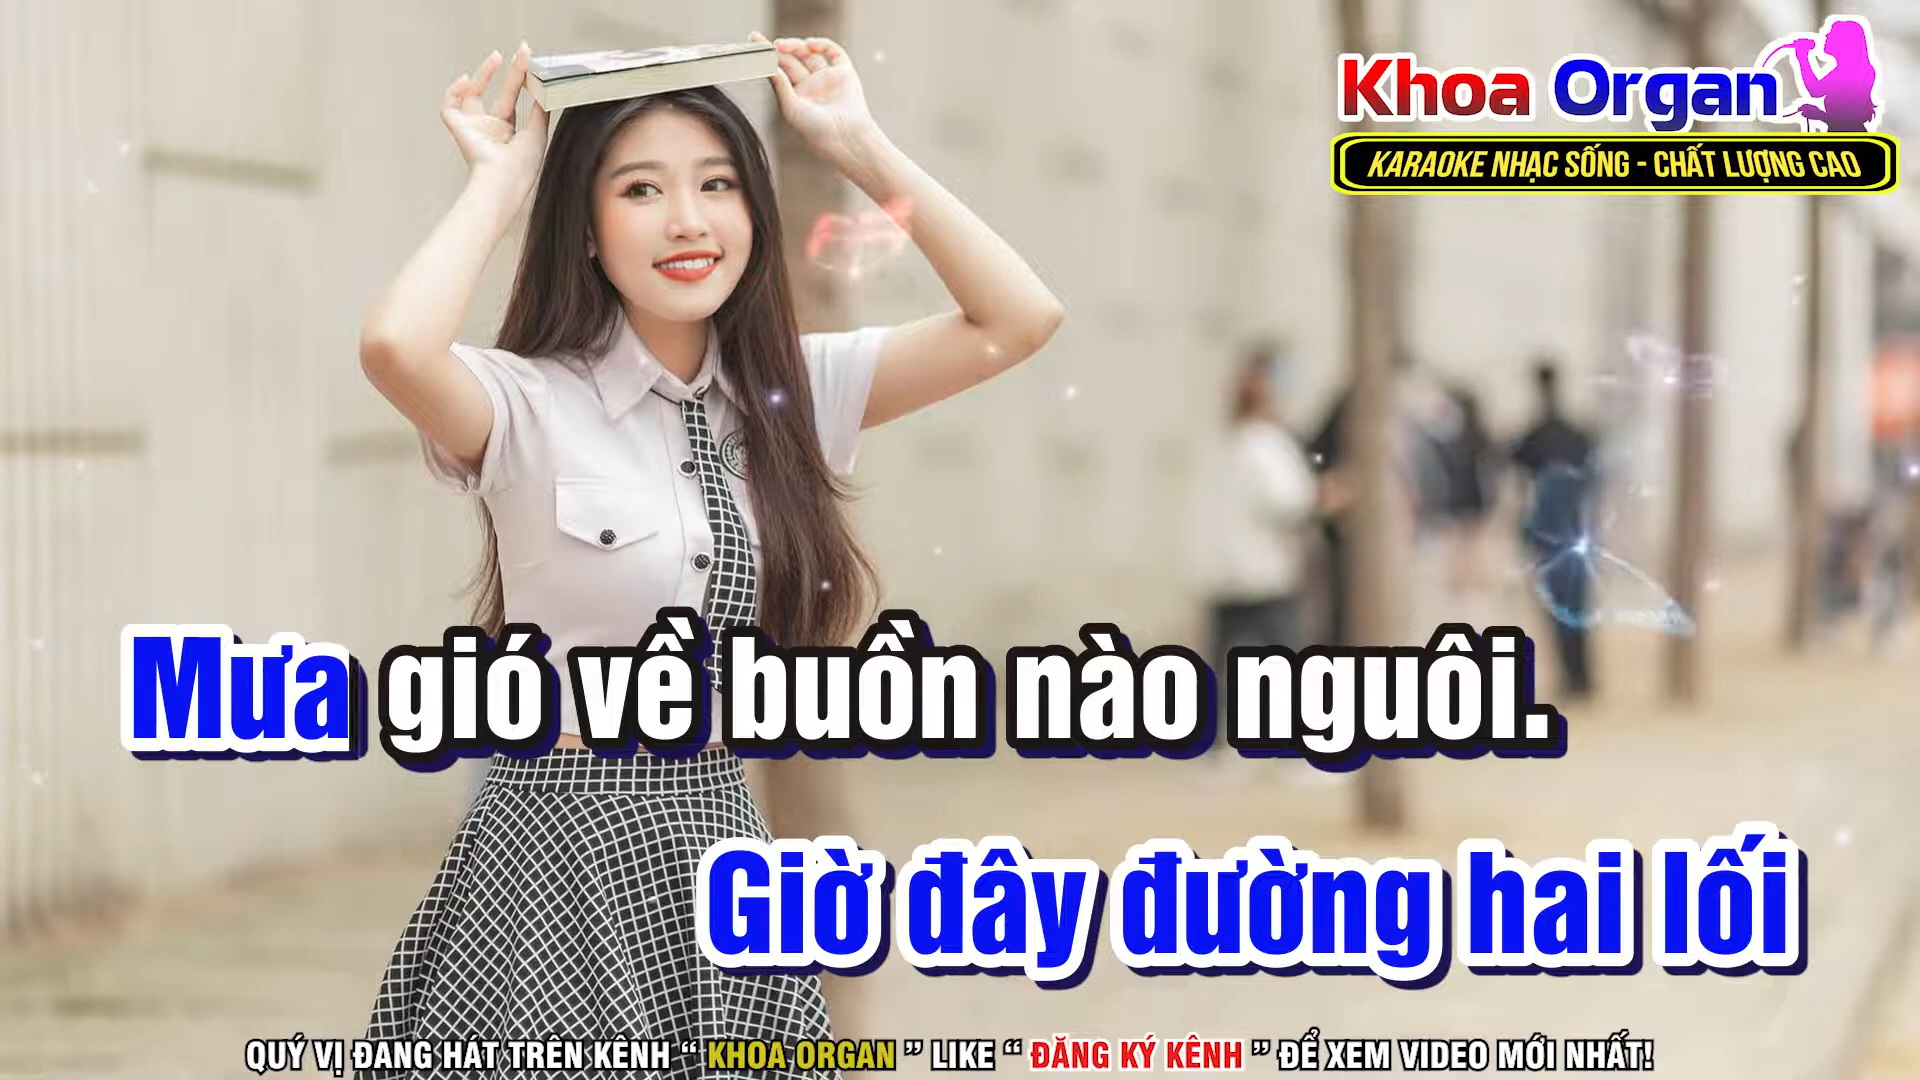 Khoa Organ
KARAOKE NHẠC SỐNG - CHẤT LƯỢNG CAO
Mưa gió về buồn nào nguôi.
Giờ đây đường hai lối
QUÝ VỊ ĐANG HÁT TRÊN KÊNH “ KHOA ORGAN ” LIKE “ ĐĂNG KÝ KÊNH ” ĐỂ XEM VIDEO MỚI NHẤT!